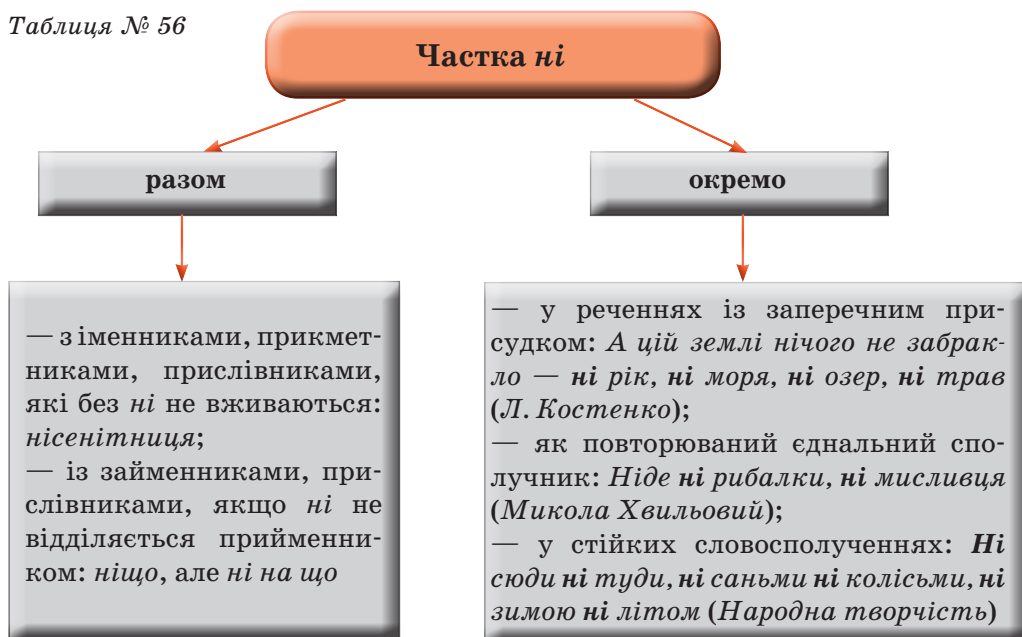 Таблиця № 56
Частка ні
разом
окремо
— з іменниками, прикмет-
никами, прислівниками,
які без ні не вживаються:
нісенітниця;
— із займенниками, при-
слівниками, якщо ні не
відділяється прийменни-
ком: ніщо, але ні на що
— у реченнях із заперечним при-
судком: А цій землі нічого не забрак-
ло — ні рік, ні моря, ні озер, ні трав
(Л. Костенко);
— як повторюваний єднальний спо-
лучник: Ніде ні рибалки, ні мисливця
(Микола Хвильовий);
— у стійких словосполученнях: Ні
сюди ні туди, ні саньми ні колісьми, ні
зимою ні літом (Народна творчість)